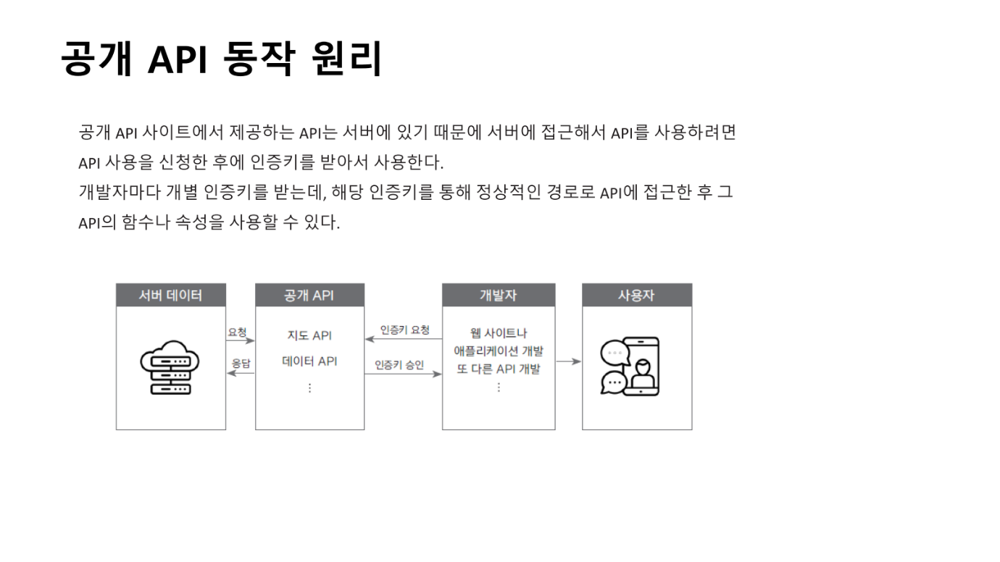 공개 API 동작 원리
공개 API 사이트에서 제공하는 API는 서버에 있기 때문에 서버에 접근해서 API를 사용하려면
API 사용을 신청한 후에 인증키를 받아서 사용한다.
개발자마다 개별 인증키를 받는데, 해당 인증키를 통해 정상적인 경로로 API에 접근한 후 그
API의 함수나 속성을 사용할 수 있다.
서버 데이터
요청
응답
공개 API
지도 API
데이터 API
⋮
인증키 요청
인증키 승인
개발자
웹 사이트나
애플리케이션 개발
또 다른 API 개발
⋮
사용자